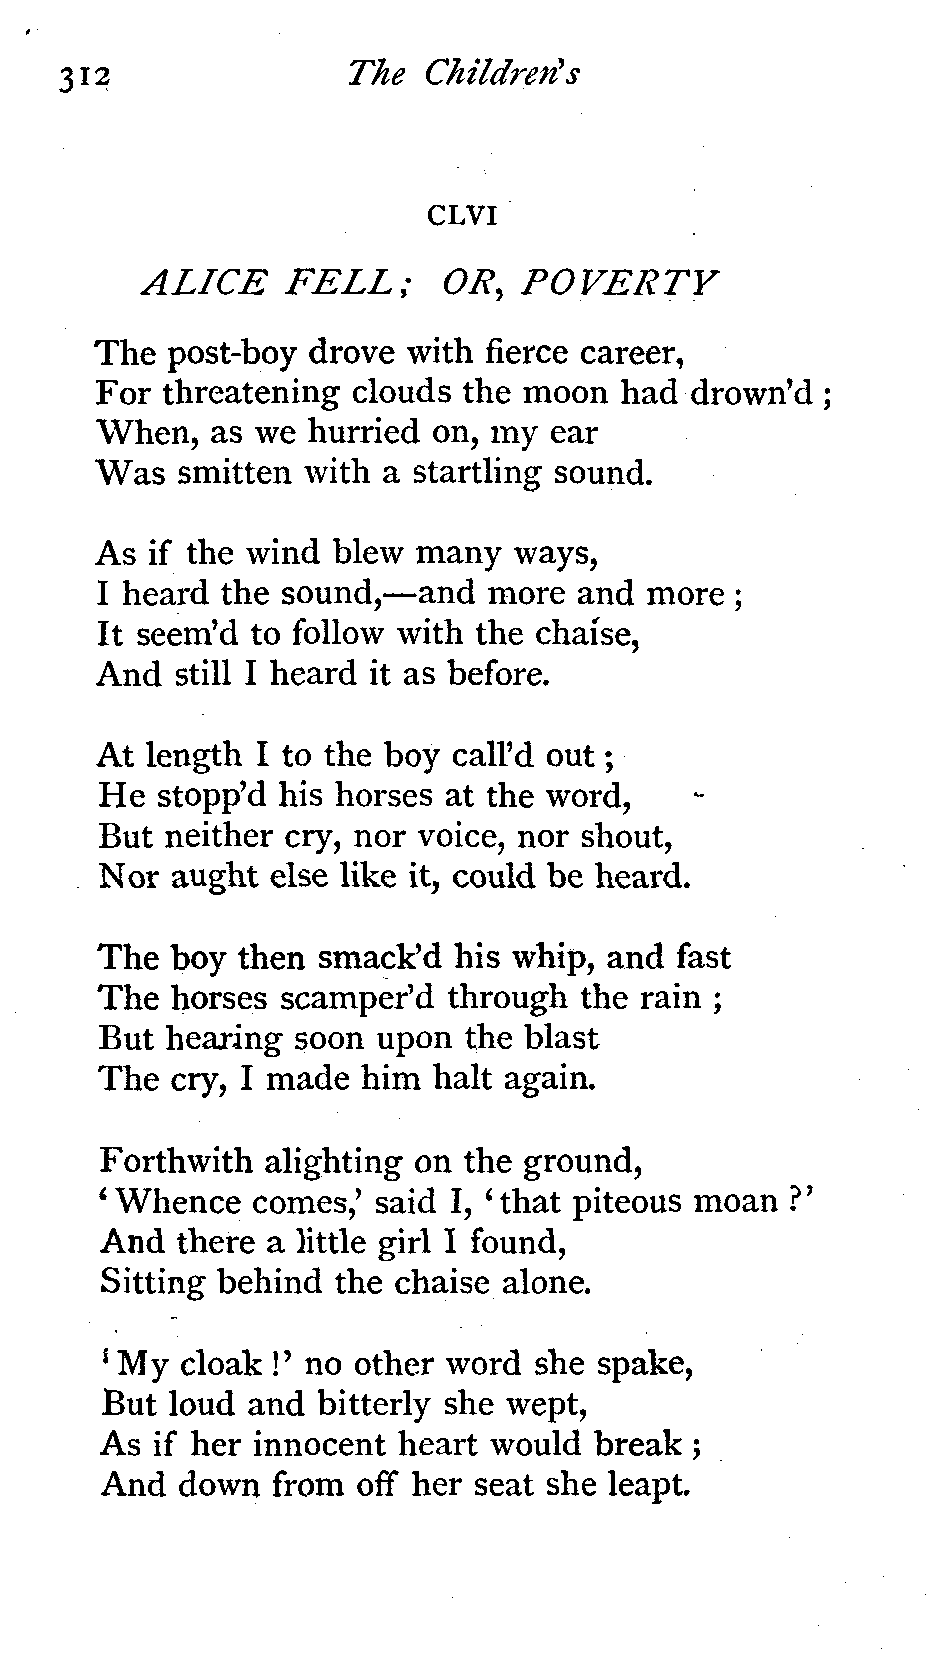 312 The Children's
CLVI
ALICE FELL; OR, POVERTY
The post-boy drove with fierce career,
For threatening clouds the moon had drown'd ;
When, as we hurried on, my ear
Was smitten with a startling sound.
As if the wind blew many ways,
I heard the sound,—and more and more ;
It seem'd to follow with the chaise,
And still I heard it as before.
At length I to the boy call'd out ;
He stopp'd his horses at the word,
But neither cry, nor voice, nor shout,
Nor aught else like it, could be heard.
The boy then smack'd his whip, and fast
The horses scamper'd through the rain ;
But hearing soon upon the blast
The cry, I made him halt again.
Forthwith alighting on the ground,
‘Whence comes,’ said I, ‘that piteous moan ?’
And there a little girl I found,
Sitting behind the chaise alone.
‘My cloak !’ no other word she spake,
But loud and bitterly she wept,
As if her innocent heart would break ;
And down from off her seat she leapt.